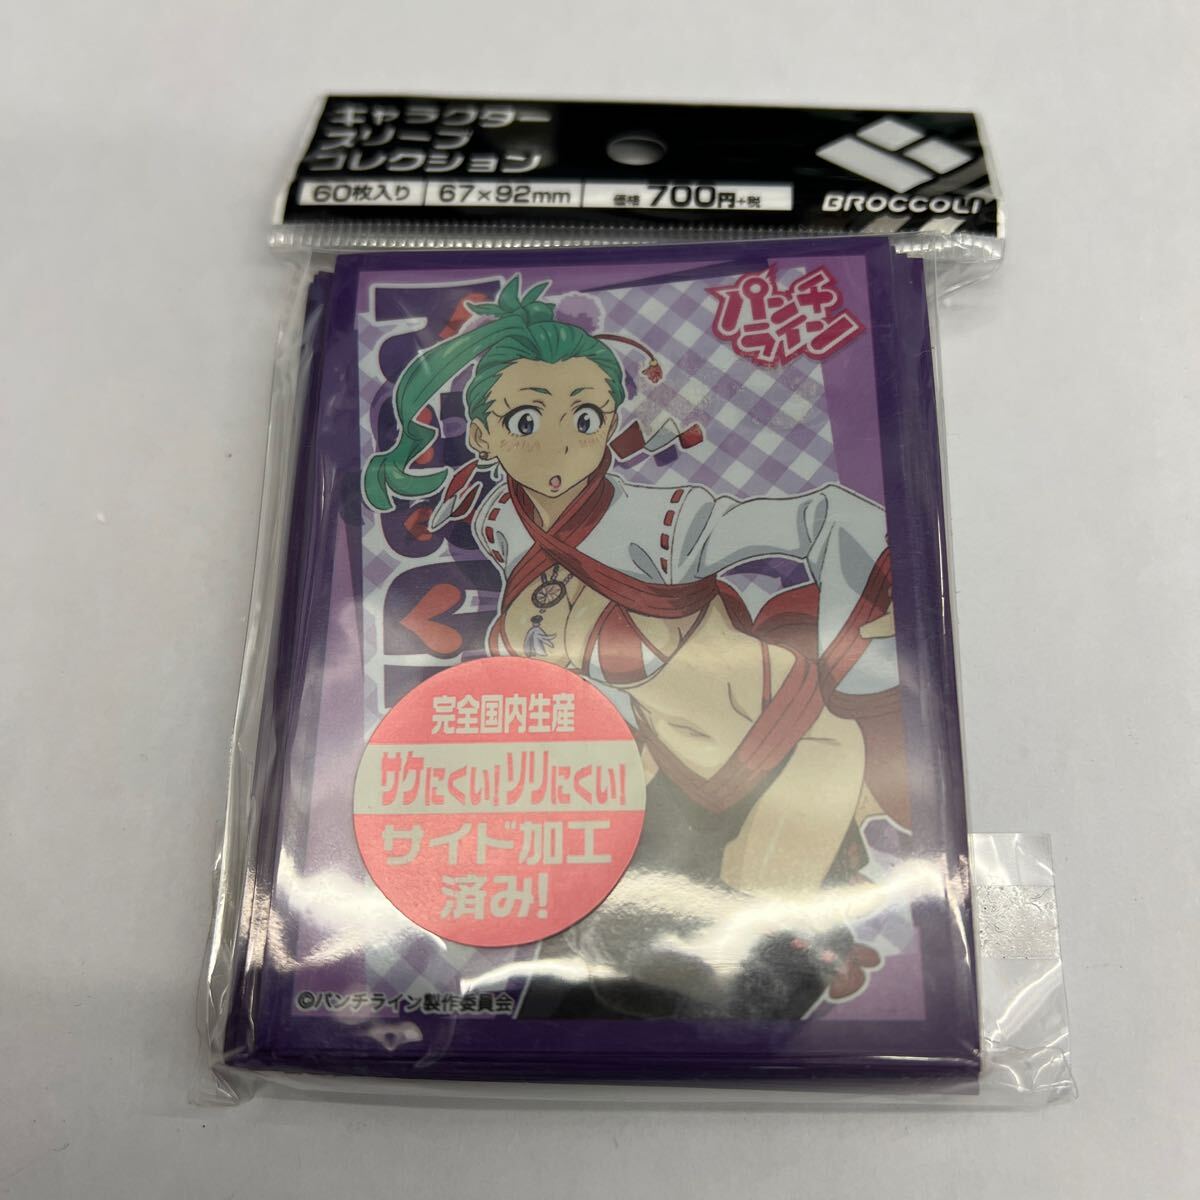 キャラクター
スリーブ
コレクション
60枚入り
67×92mm
価格 700円+税
BROCCOLI
パンチ
ライン
完全国内生産
サケにくい!ソリにくい!
サイド加工
済み!
©パンチライン製作委員会